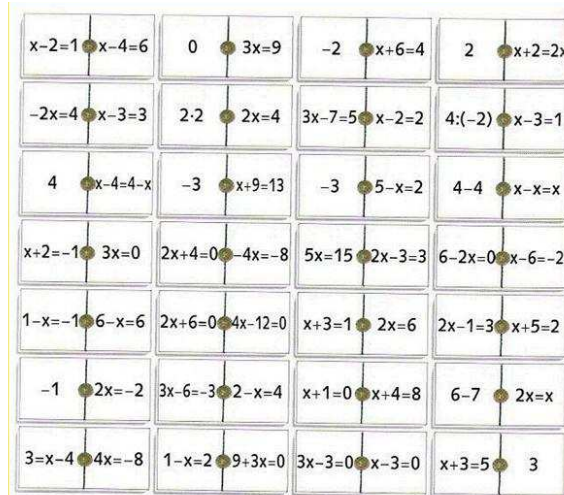 x-2=1 x-4=6 0 3x=9 -2 x+6=4 2 x+2=2x
-2x=4 x-3=3 2·2 2x=4 3x-7=5 x-2=2 4:(-2) x-3=1
4 x-4=4-x -3 x+9=13 -3 5-x=2 4-4 x-x=x
x+2=-1 3x=0 2x+4=0 -4x=-8 5x=15 2x-3=3 6-2x=0 x-6=-2
1-x=-1 6-x=6 2x+6=0 4x-12=0 x+3=1 2x=6 2x-1=3 x+5=2
-1 2x=-2 3x-6=-3 2-x=4 x+1=0 x+4=8 6-7 2x=x
3=x-4 4x=-8 1-x=2 9+3x=0 3x-3=0 x-3=0 x+3=5 3